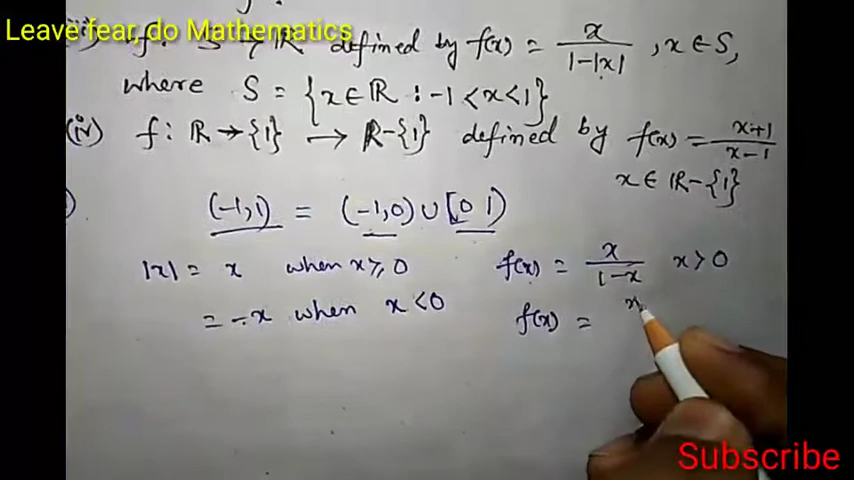 Leave fear, do Mathematics
f: S → ℝ defined by f(x) = x/(1-|x|), x ∈ S,
where S = {x ∈ ℝ : -1 < x < 1}
(iv) f: ℝ → {1} → ℝ-{1} defined by f(x) = (x+1)/(x-1)
x ∈ ℝ-{1}
(-1,1) = (-1,0) ∪ [0 1)
|x| = x when x ≥ 0 f(x) = x/(1-x) x > 0
= -x when x < 0 f(x) = x
Subscribe